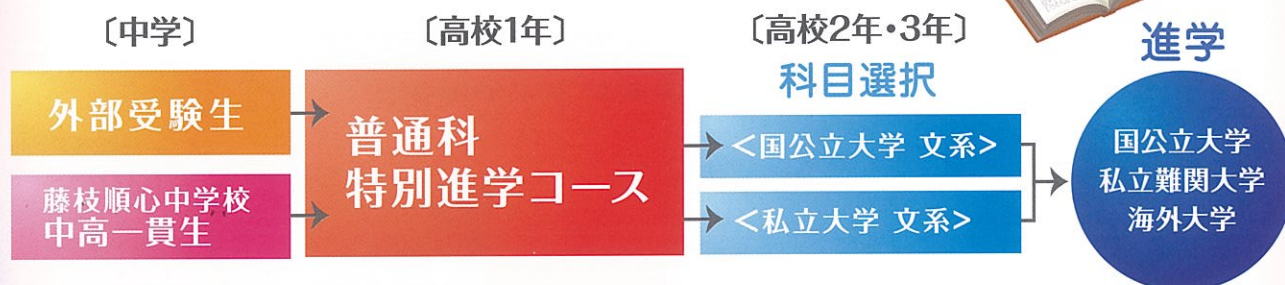 〔中学〕
〔高校1年〕
〔高校2年・3年〕
科目選択
進学
外部受験生
藤枝順心中学校
中高一貫生
普通科
特別進学コース
<国公立大学 文系>
<私立大学 文系>
国公立大学
私立難関大学
海外大学